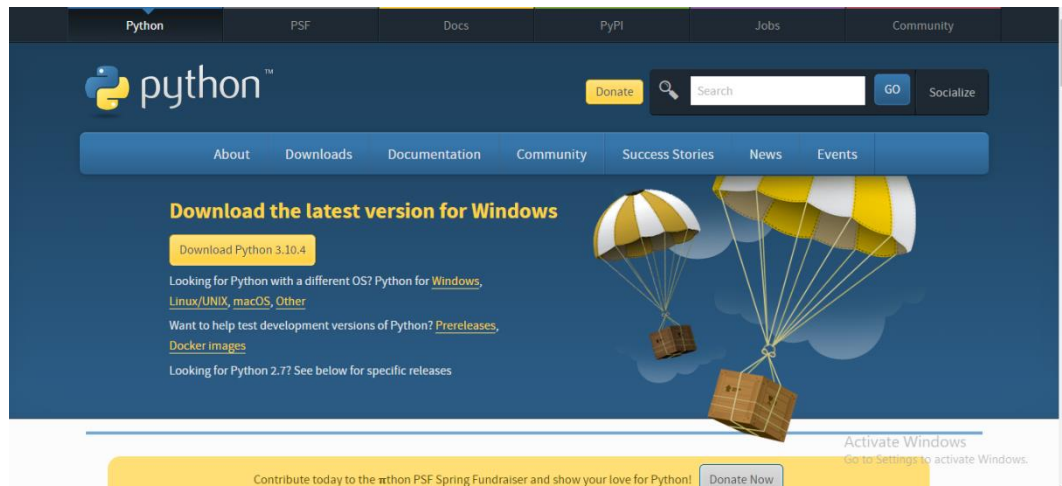 Python PSF Docs PyPI Jobs Community
python™
Donate Search GO Socialize
About Downloads Documentation Community Success Stories News Events
Download the latest version for Windows
Download Python 3.10.4
Looking for Python with a different OS? Python for Windows,
Linux/UNIX, macOS, Other
Want to help test development versions of Python? Prereleases,
Docker images
Looking for Python 2.7? See below for specific releases
Activate Windows
Go to Settings to activate Windows.
Contribute today to the πthon PSF Spring Fundraiser and show your love for Python! Donate Now